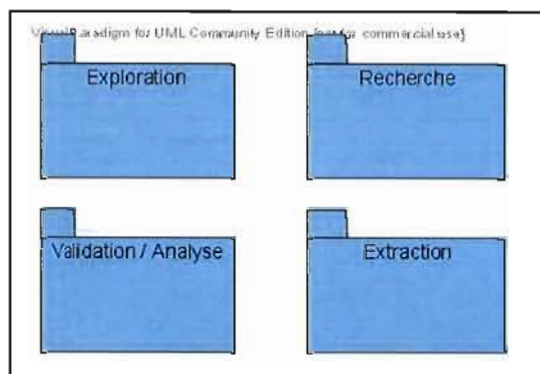 Visual Paradigm for UML Community Edition [not for commercial use]
Exploration
Recherche
Validation / Analyse
Extraction